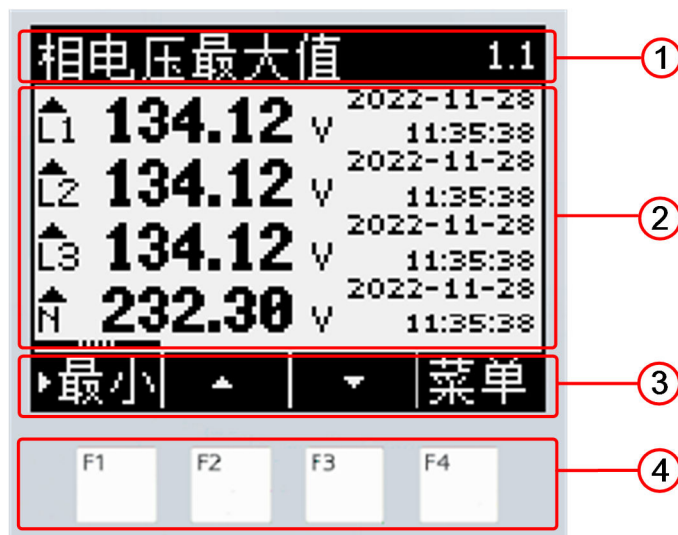 相电压最大值 1.1
①
L1 134.12 V 2022-11-28 11:35:38
L2 134.12 V 2022-11-28 11:35:38
②
L3 134.12 V 2022-11-28 11:35:38
N 232.30 V 2022-11-28 11:35:38
最小 菜单
③
F1 F2 F3 F4
④